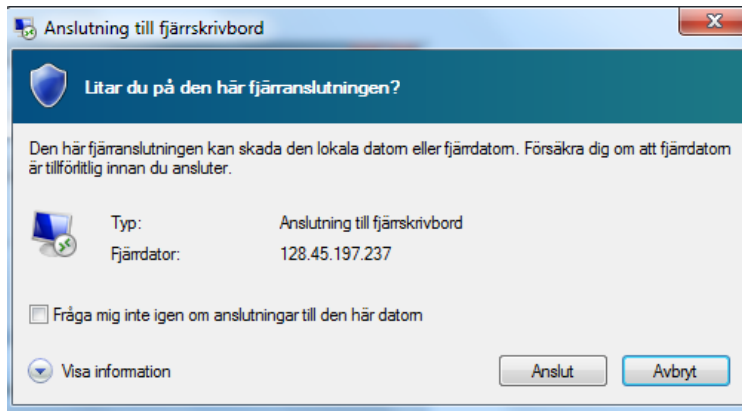 Anslutning till fjärrskrivbord
Litar du på den här fjärranslutningen?
Den här fjärranslutningen kan skada den lokala datorn eller fjärrdatorn. Försäkra dig om att fjärrdatorn
är tillförlitlig innan du ansluter.
Typ: Anslutning till fjärrskrivbord
Fjärrdator: 128.45.197.237
Fråga mig inte igen om anslutningar till den här datorn
Visa information Anslut Avbryt